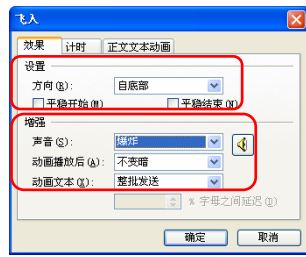 飞入
效果 计时 正文文本动画
设置
方向(R): 自底部
平稳开始(M) 平稳结束(N)
增强
声音(S): 爆炸
动画播放后(A): 不变暗
动画文本(X): 整批发送
% 字母之间延迟(D)
确定 取消